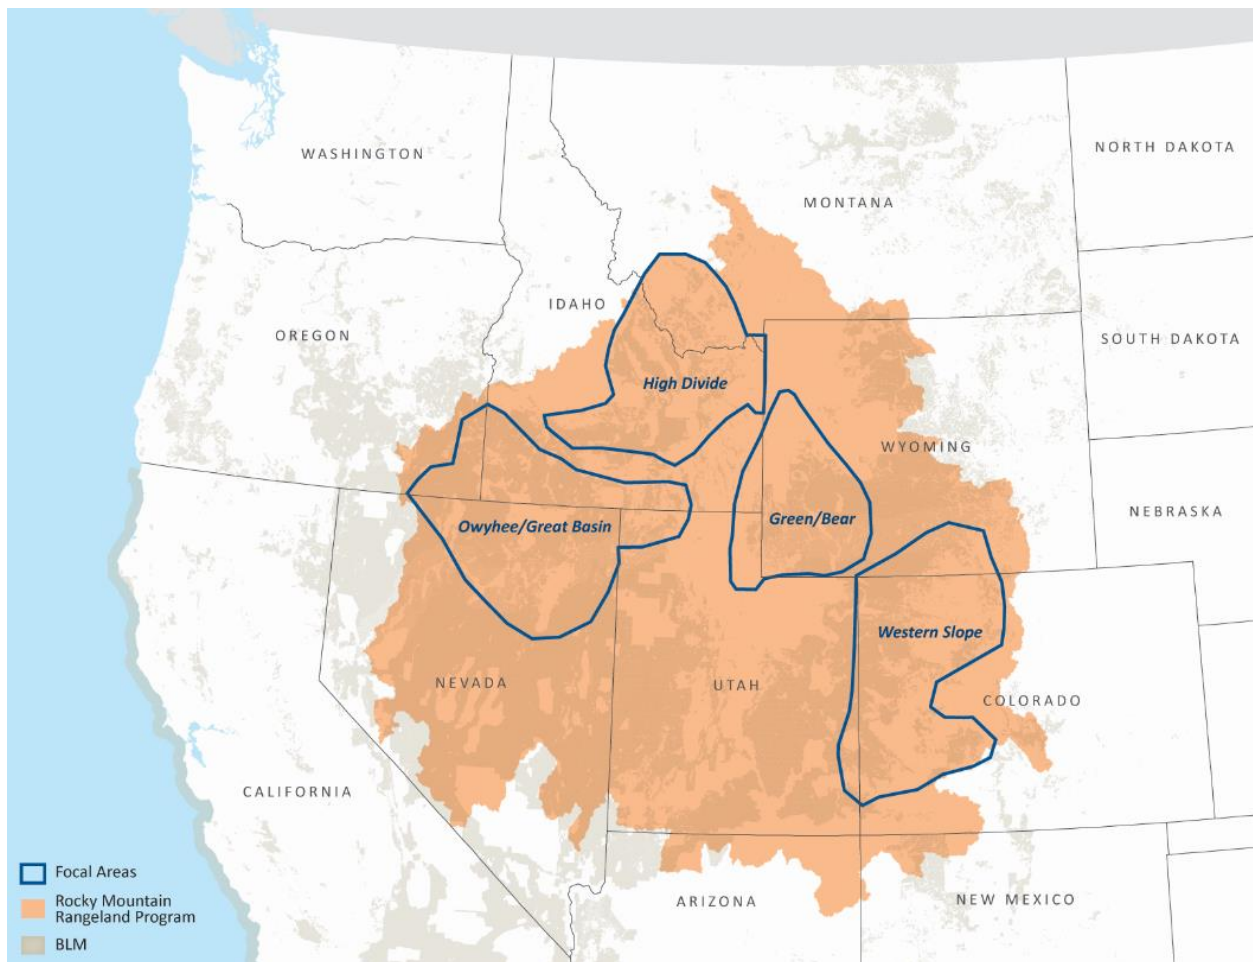 WASHINGTON
NORTH DAKOTA
MONTANA
IDAHO
OREGON
SOUTH DAKOTA
High Divide
WYOMING
NEBRASKA
Owyhee/Great Basin
Green/Bear
Western Slope
NEVADA
UTAH
COLORADO
CALIFORNIA
ARIZONA
NEW MEXICO
Focal Areas
Rocky Mountain
Rangeland Program
BLM